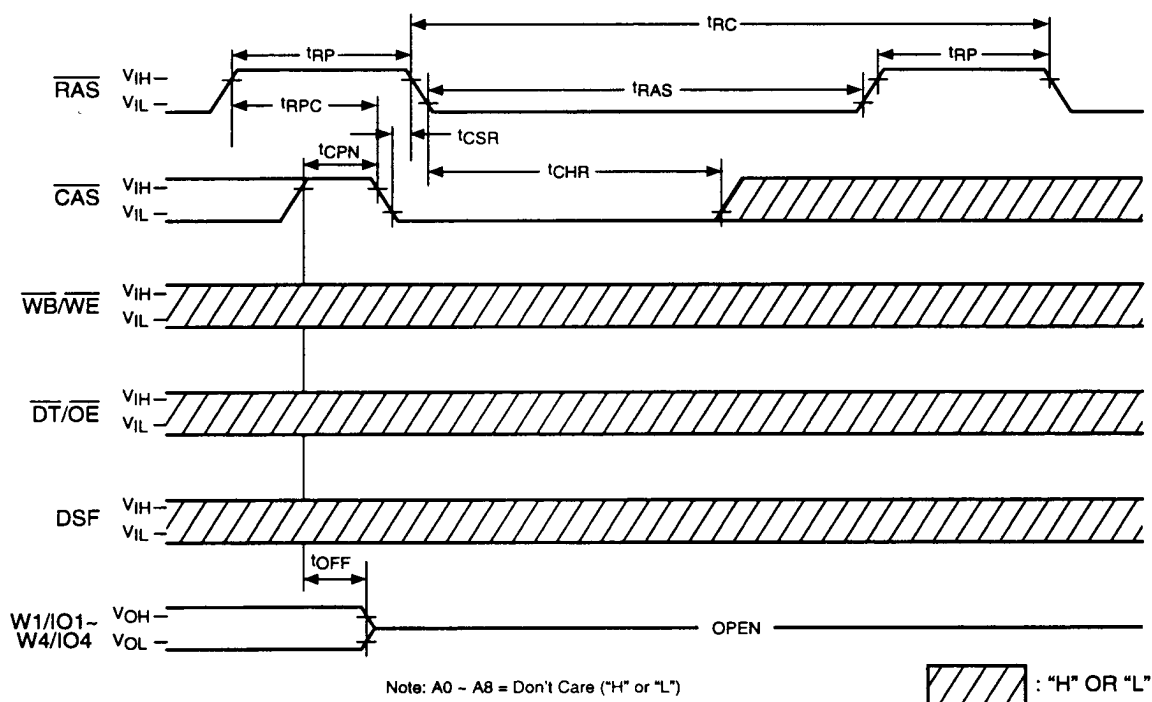 tRC
tRP
tRP
RAS
VIH
VIL
tRAS
tRPC
tCSR
tCPN
tCHR
CAS
VIH
VIL
WB/WE
VIH
VIL
DT/OE
VIH
VIL
DSF
VIH
VIL
tOFF
W1/IO1~
W4/IO4
VOH
VOL
OPEN
Note: A0 ~ A8 = Don't Care ("H" or "L")
: "H" OR "L"